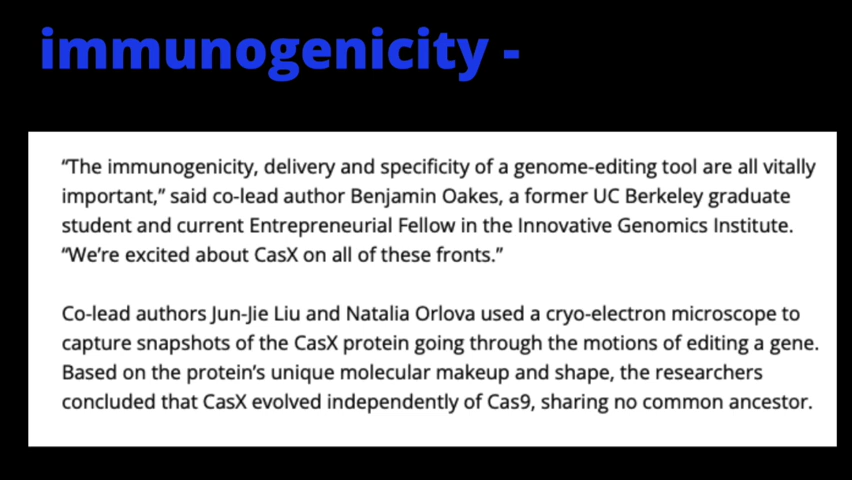 immunogenicity -
“The immunogenicity, delivery and specificity of a genome-editing tool are all vitally
important,” said co-lead author Benjamin Oakes, a former UC Berkeley graduate
student and current Entrepreneurial Fellow in the Innovative Genomics Institute.
“We’re excited about CasX on all of these fronts.”
Co-lead authors Jun-Jie Liu and Natalia Orlova used a cryo-electron microscope to
capture snapshots of the CasX protein going through the motions of editing a gene.
Based on the protein’s unique molecular makeup and shape, the researchers
concluded that CasX evolved independently of Cas9, sharing no common ancestor.